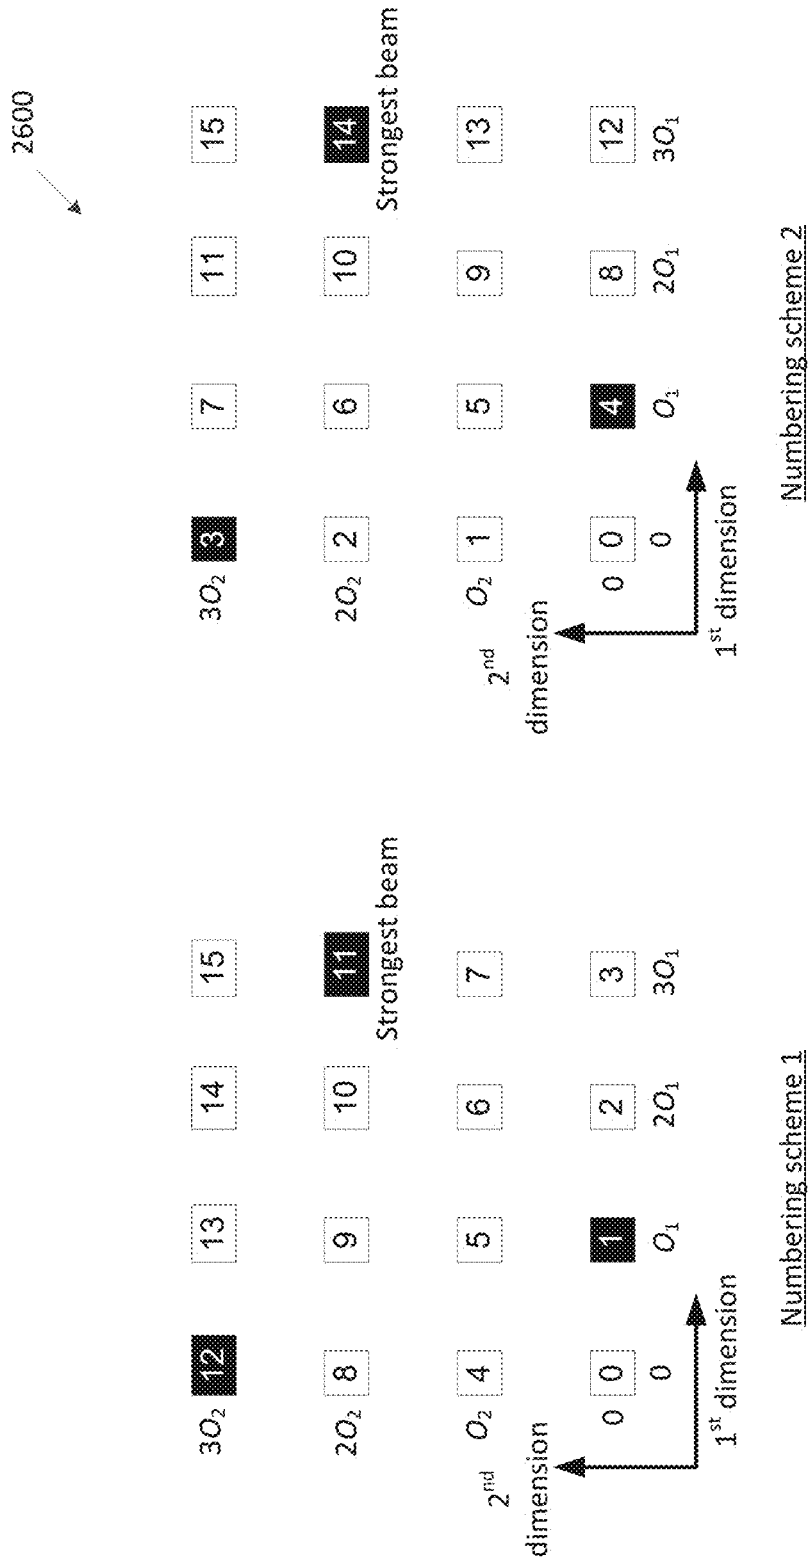 2600
3O₂ 12 13 14 15
2O₂ 8 9 10 11
Strongest beam
O₂ 4 5 6 7
2nd
dimension
0 0 1 2 3
0 O₁ 2O₁ 3O₁
1st dimension
Numbering scheme 1
3O₂ 3 7 11 15
2O₂ 2 6 10 14
Strongest beam
O₂ 1 5 9 13
2nd
dimension
0 0 4 8 12
0 O₁ 2O₁ 3O₁
1st dimension
Numbering scheme 2